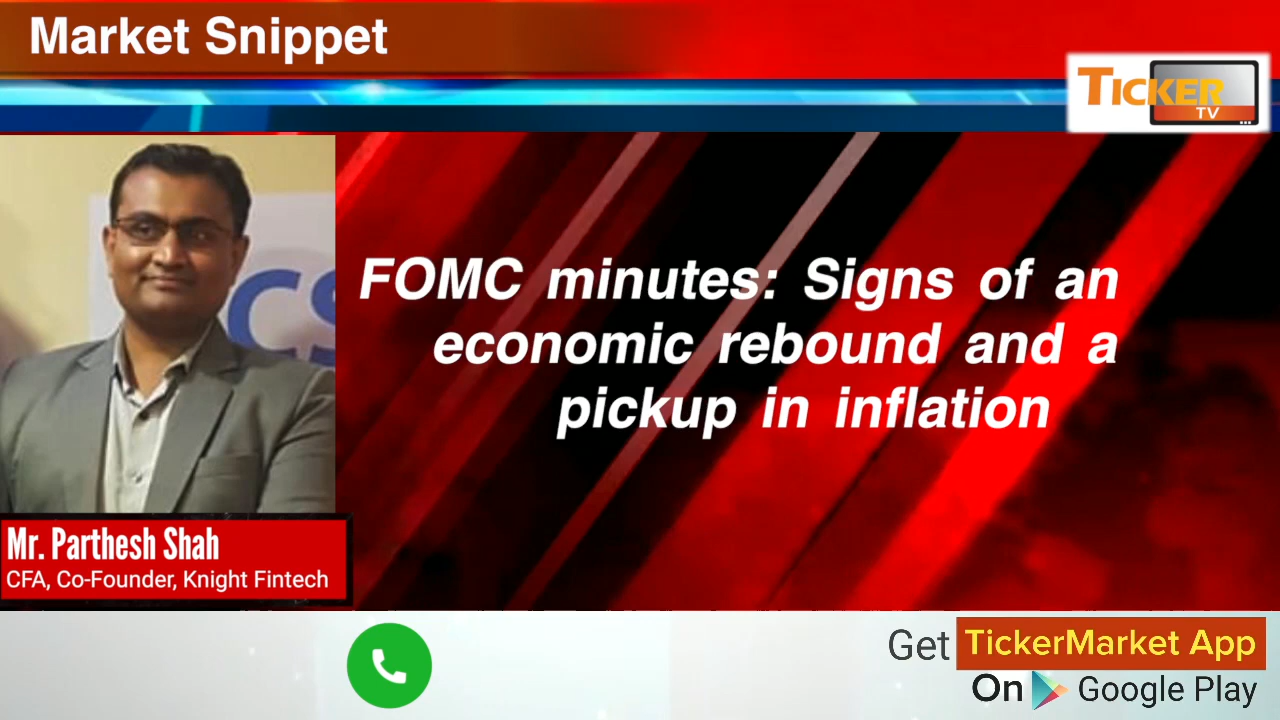 Market Snippet
TICKER
TV
CS
FOMC minutes: Signs of an
economic rebound and a
pickup in inflation
Mr. Parthesh Shah
CFA, Co-Founder, Knight Fintech
Get TickerMarket App
On Google Play